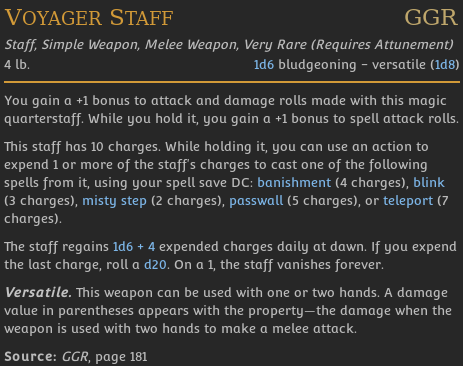 VOYAGER STAFF GGR
Staff, Simple Weapon, Melee Weapon, Very Rare (Requires Attunement)
4 lb. 1d6 bludgeoning - versatile (1d8)
You gain a +1 bonus to attack and damage rolls made with this magic
quarterstaff. While you hold it, you gain a +1 bonus to spell attack rolls.
This staff has 10 charges. While holding it, you can use an action to
expend 1 or more of the staff's charges to cast one of the following
spells from it, using your spell save DC: banishment (4 charges), blink
(3 charges), misty step (2 charges), passwall (5 charges), or teleport (7
charges).
The staff regains 1d6 + 4 expended charges daily at dawn. If you expend
the last charge, roll a d20. On a 1, the staff vanishes forever.
Versatile. This weapon can be used with one or two hands. A damage
value in parentheses appears with the property—the damage when the
weapon is used with two hands to make a melee attack.
Source: GGR, page 181